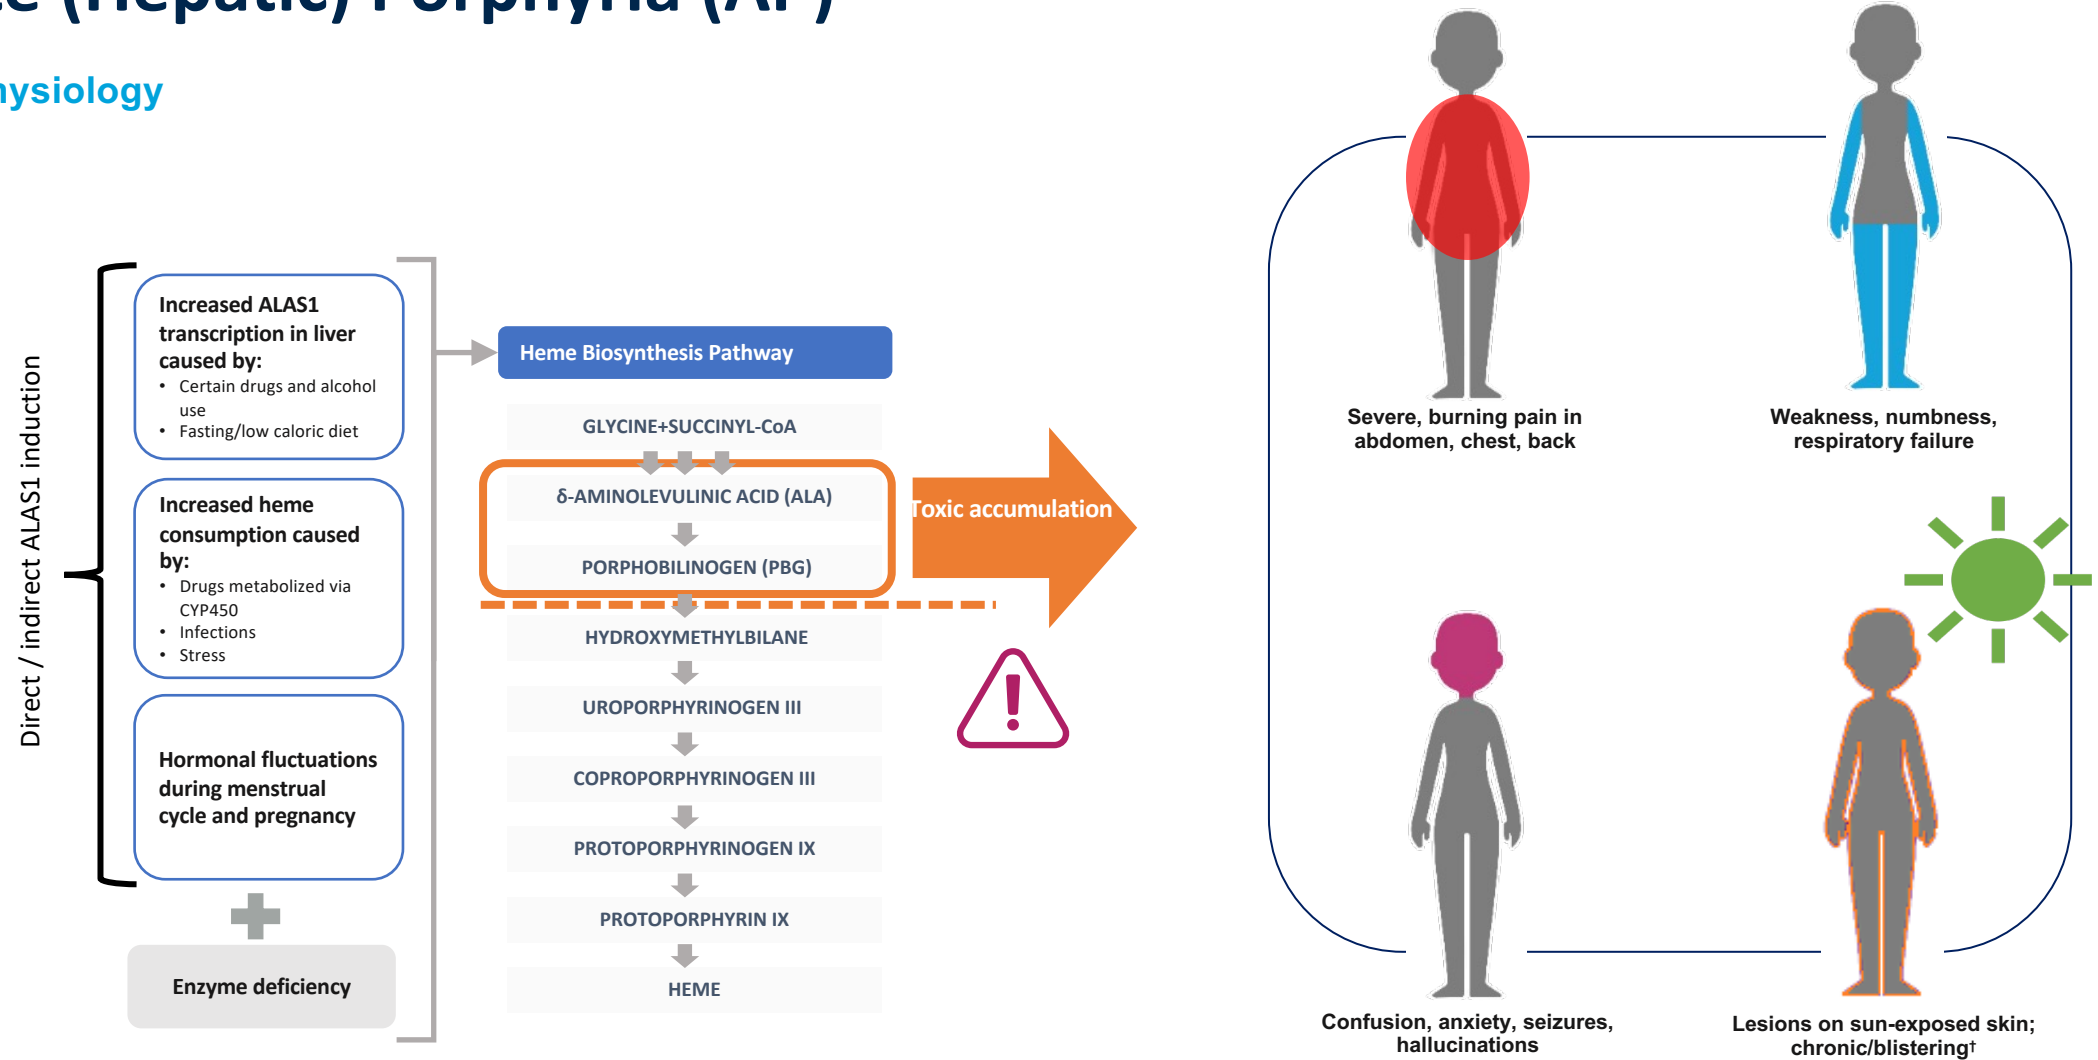 (Hepatic) Porphyria (AP)
Direct / indirect ALAS1 induction
Increased ALAS1
transcription in liver
caused by:
• Certain drugs and alcohol
use
• Fasting/low caloric diet
Increased heme
consumption caused
by:
• Drugs metabolized via
CYP450
• Infections
• Stress
Hormonal fluctuations
during menstrual
cycle and pregnancy
Enzyme deficiency
Heme Biosynthesis Pathway
GLYCINE+SUCCINYL-CoA
δ-AMINOLEVULINIC ACID (ALA)
PORPHOBILINOGEN (PBG)
HYDROXYMETHYLBILANE
UROPORPHYRINOGEN III
COPROPORPHYRINOGEN III
PROTOPORPHYRINOGEN IX
PROTOPORPHYRIN IX
HEME
Toxic accumulation
!
Severe, burning pain in
abdomen, chest, back
Weakness, numbness,
respiratory failure
Confusion, anxiety, seizures,
hallucinations
Lesions on sun-exposed skin;
chronic/blistering†